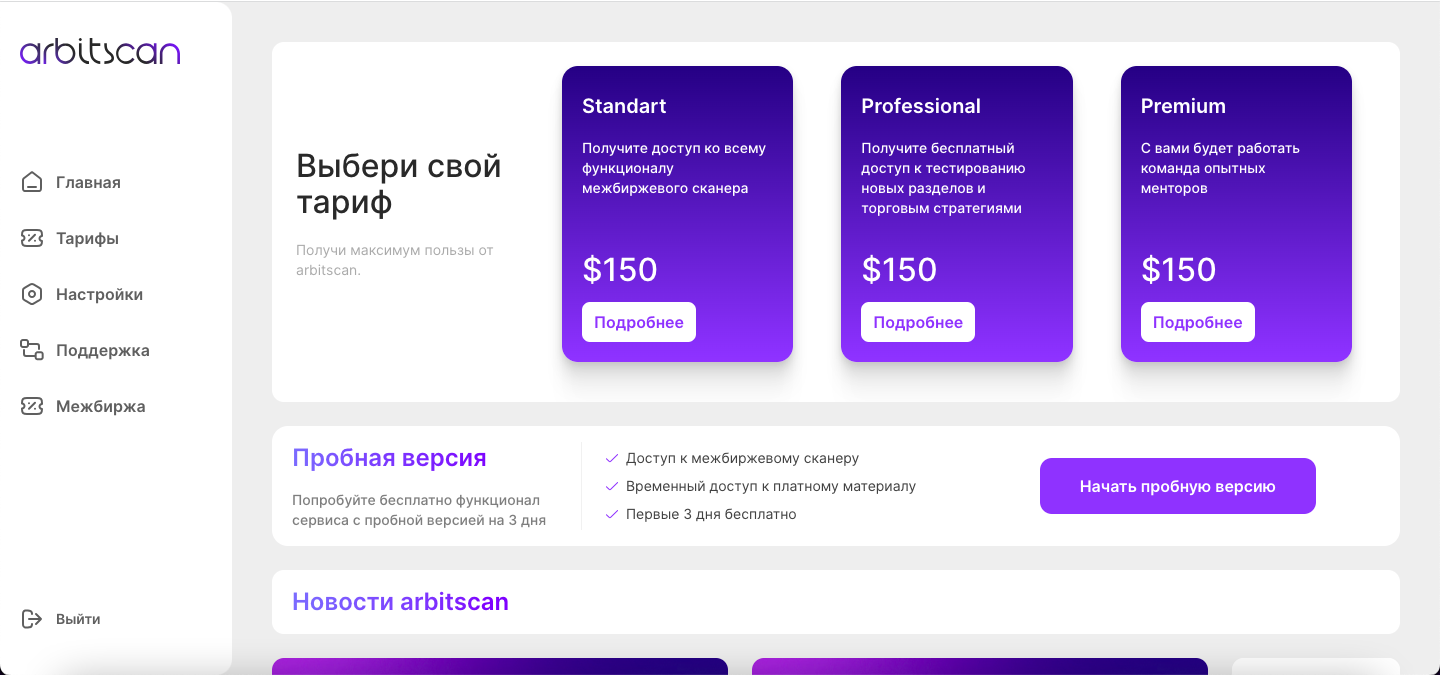 arbitscan
Главная
Тарифы
Настройки
Поддержка
Межбиржа
Выйти
Выбери свой
тариф
Получи максимум пользы от
arbitscan.
Standart
Получите доступ ко всему
функционалу
межбиржевого сканера
$150
Подробнее
Professional
Получите бесплатный
доступ к тестированию
новых разделов и
торговым стратегиями
$150
Подробнее
Premium
С вами будет работать
команда опытных
менторов
$150
Подробнее
Пробная версия
Попробуйте бесплатно функционал
сервиса с пробной версией на 3 дня
Доступ к межбиржевому сканеру
Временный доступ к платному материалу
Первые 3 дня бесплатно
Начать пробную версию
Новости arbitscan